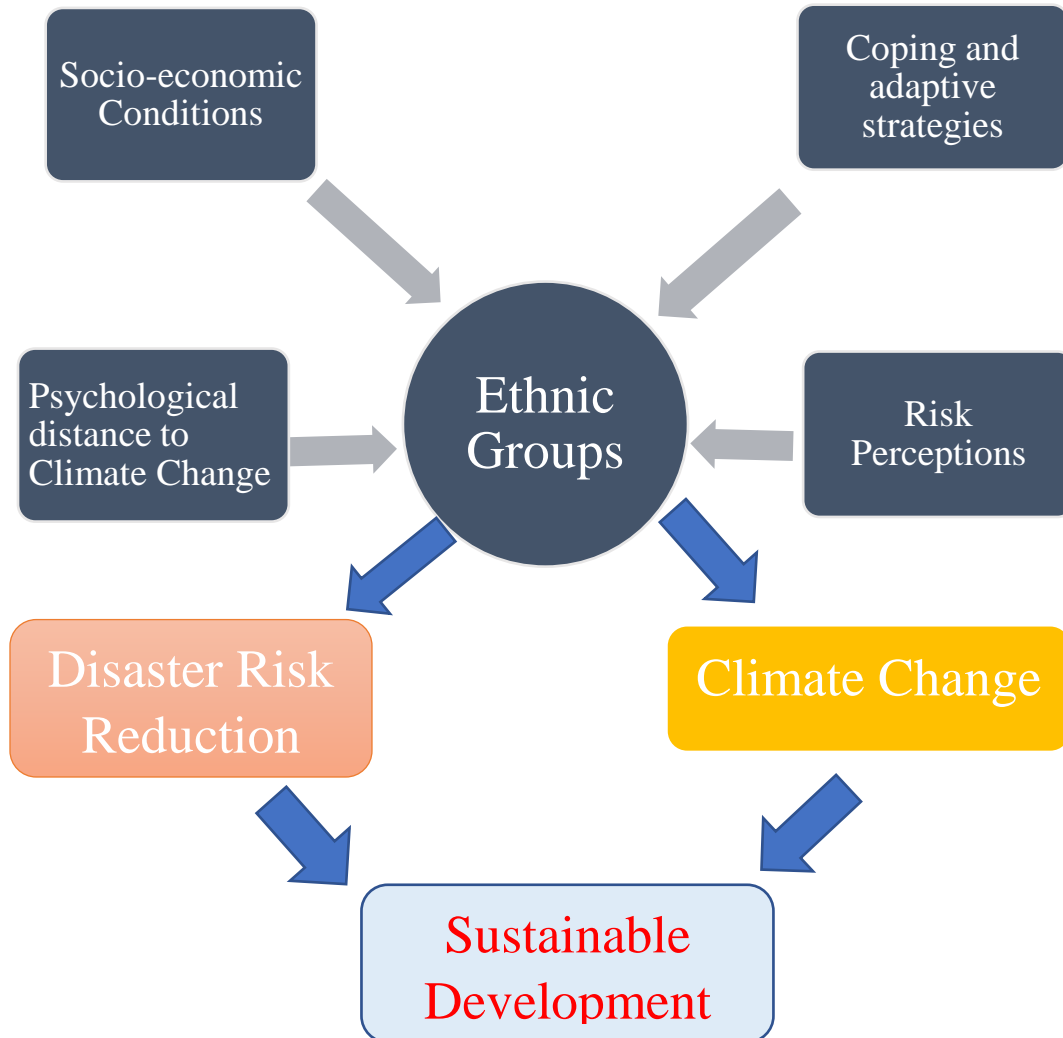 Socio-economic
Conditions
Coping and
adaptive
strategies
Ethnic
Groups
Psychological
distance to
Climate Change
Risk
Perceptions
Disaster Risk
Reduction
Climate Change
Sustainable
Development